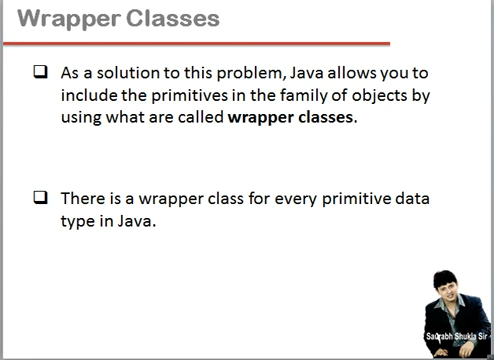 Wrapper Classes
As a solution to this problem, Java allows you to
include the primitives in the family of objects by
using what are called wrapper classes.
There is a wrapper class for every primitive data
type in Java.
Saurabh Shukla Sir